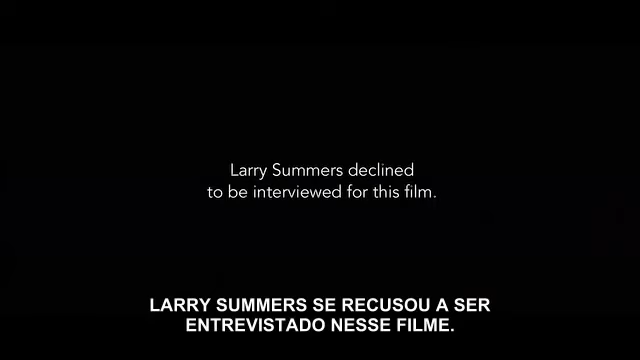 Larry Summers declined
to be interviewed for this film.
LARRY SUMMERS SE RECUSOU A SER
ENTREVISTADO NESSE FILME.